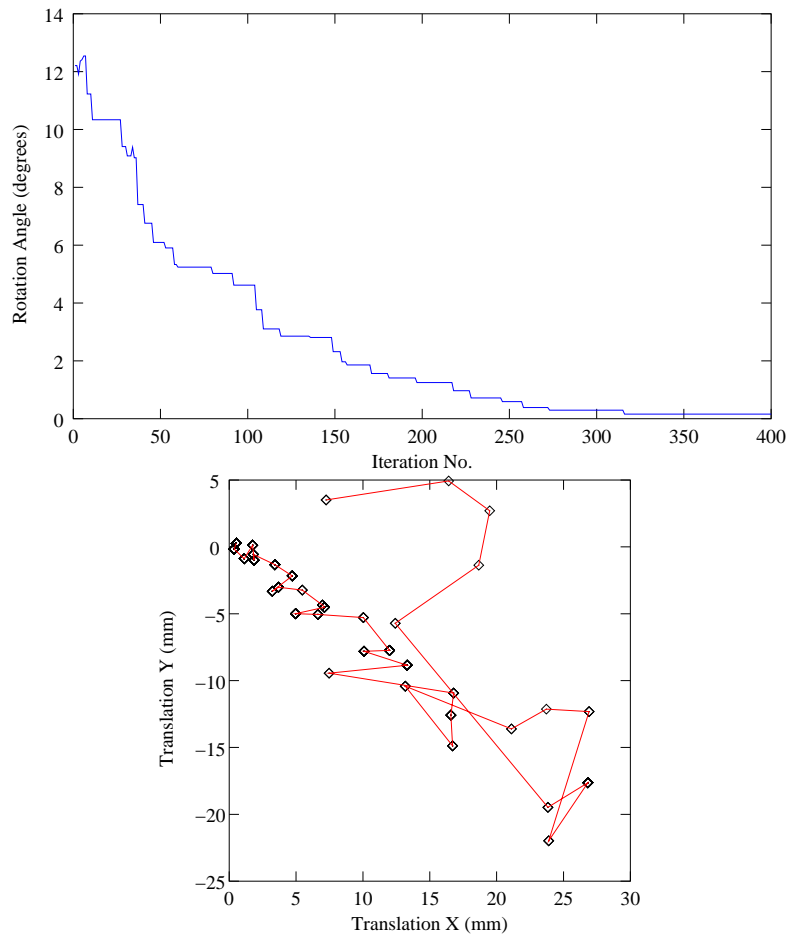 14
12
10
8
6
4
2
0
Rotation Angle (degrees)
0 50 100 150 200 250 300 350 400
Iteration No.
5
0
−5
−10
−15
−20
−25
Translation Y (mm)
0 5 10 15 20 25 30
Translation X (mm)